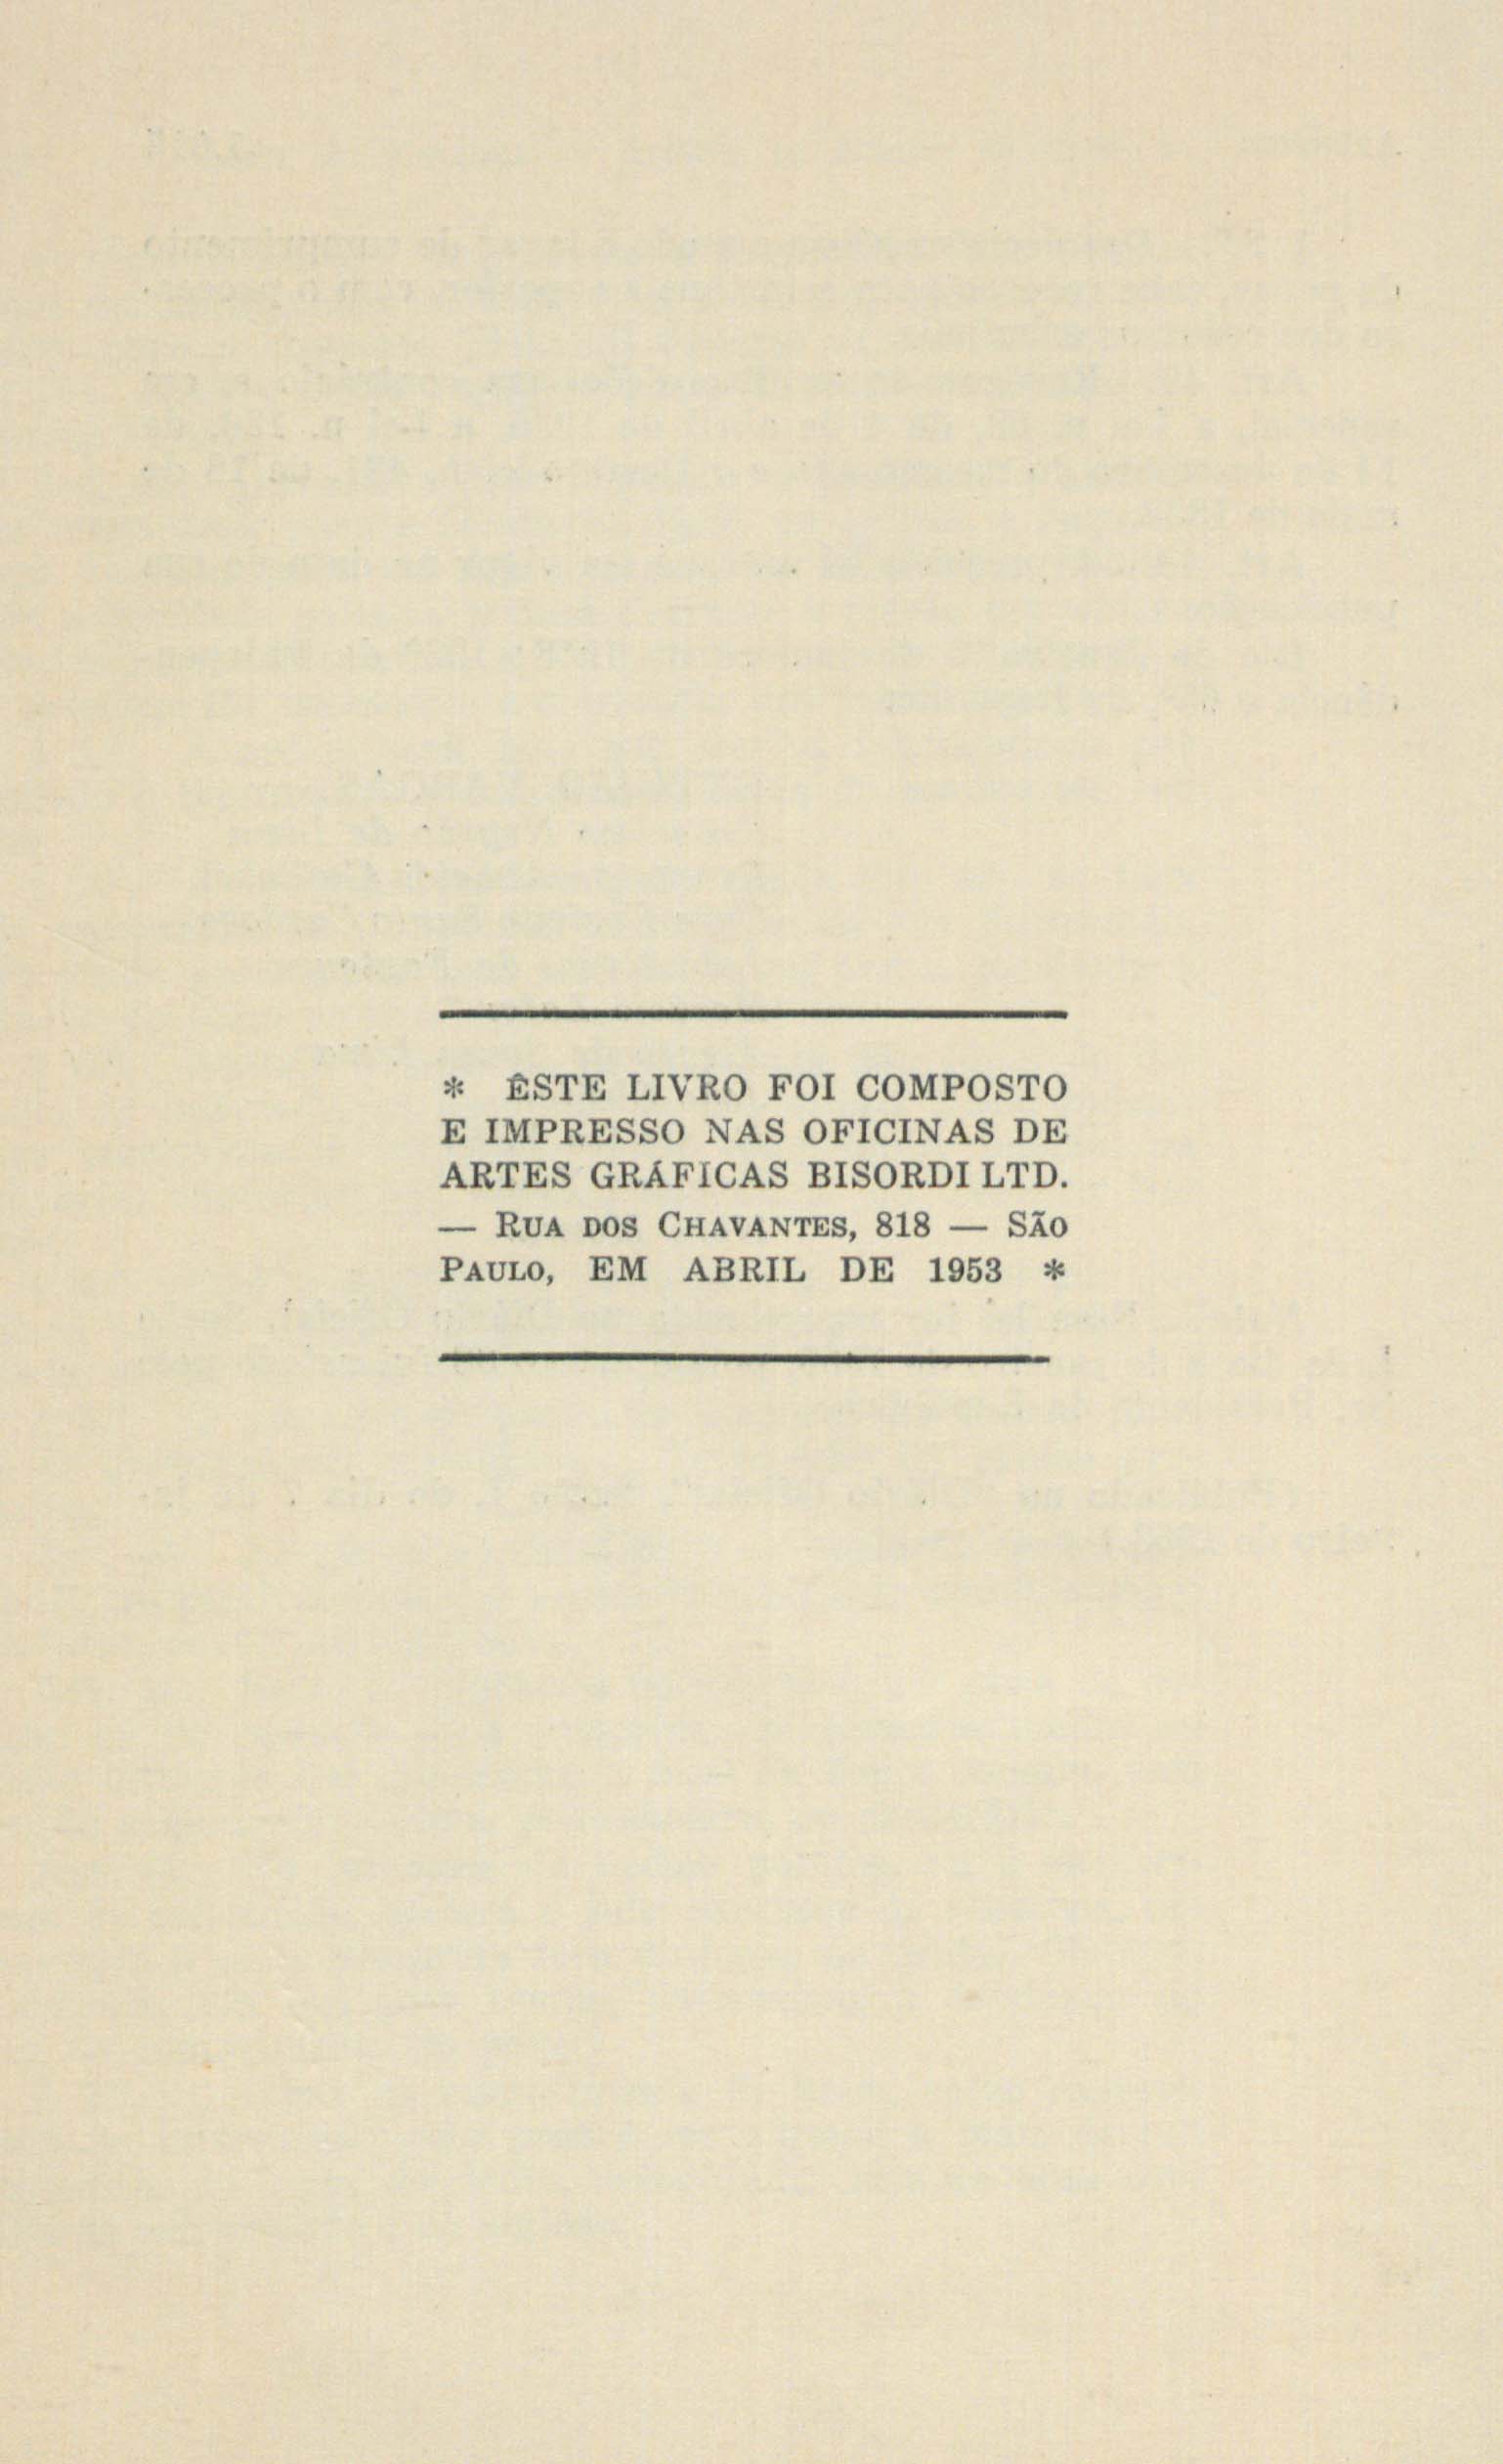 * ÊSTE LIVRO FOI COMPOSTO
E IMPRESSO NAS OFICINAS DE
ARTES GRÁFICAS BISORDI LTD.
— RUA DOS CHAVANTES, 818 — SÃO
PAULO, EM ABRIL DE 1953 *